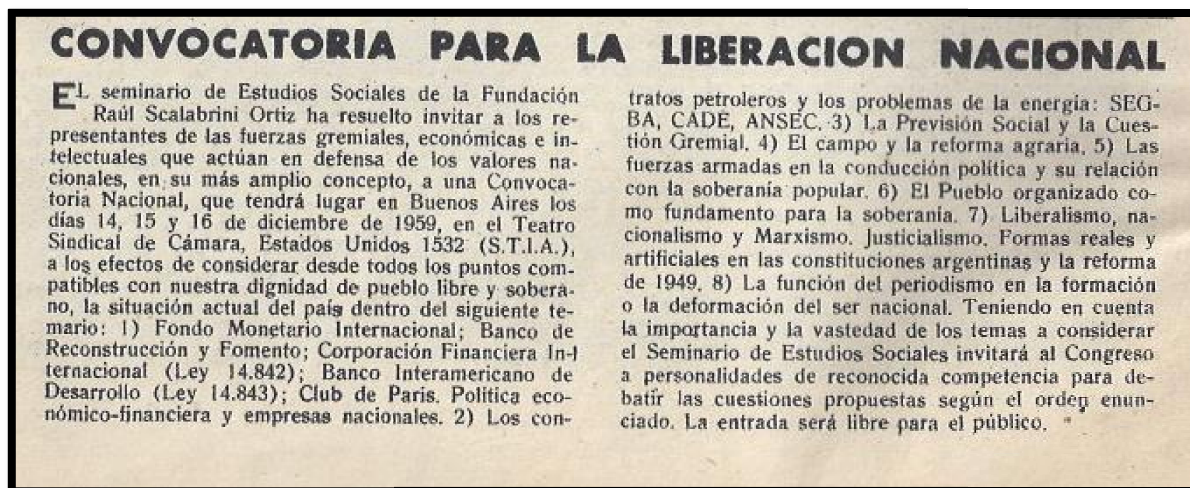 CONVOCATORIA PARA LA LIBERACION NACIONAL
EL seminario de Estudios Sociales de la Fundación
Raúl Scalabrini Ortiz ha resuelto invitar a los re-
presentantes de las fuerzas gremiales, económicas e in-
telectuales que actúan en defensa de los valores na-
cionales, en su más amplio concepto, a una Convoca-
toria Nacional, que tendrá lugar en Buenos Aires los
días 14, 15 y 16 de diciembre de 1959, en el Teatro
Sindical de Cámara, Estados Unidos 1532 (S.T.I.A.),
a los efectos de considerar desde todos los puntos com-
patibles con nuestra dignidad de pueblo libre y sobera-
no, la situación actual del país dentro del siguiente te-
mario: 1) Fondo Monetario Internacional; Banco de
Reconstrucción y Fomento; Corporación Financiera In-
ternacional (Ley 14.842); Banco Interamericano de
Desarrollo (Ley 14.843); Club de Paris. Politica eco-
nómico-financiera y empresas nacionales. 2) Los con-
tratos petroleros y los problemas de la energía: SEG-
BA, CADE, ANSEC. 3) La Previsión Social y la Cues-
tión Gremial. 4) El campo y la reforma agraria. 5) Las
fuerzas armadas en la conducción política y su relación
con la soberanía popular. 6) El Pueblo organizado co-
mo fundamento para la soberanía. 7) Liberalismo, na-
cionalismo y Marxismo. Justicialismo. Formas reales y
artificiales en las constituciones argentinas y la reforma
de 1949. 8) La función del periodismo en la formación
o la deformación del ser nacional. Teniendo en cuenta
la importancia y la vastedad de los temas a considerar
el Seminario de Estudios Sociales invitará al Congreso
a personalidades de reconocida competencia para de-
batir las cuestiones propuestas según el orden enun-
ciado. La entrada será libre para el público.